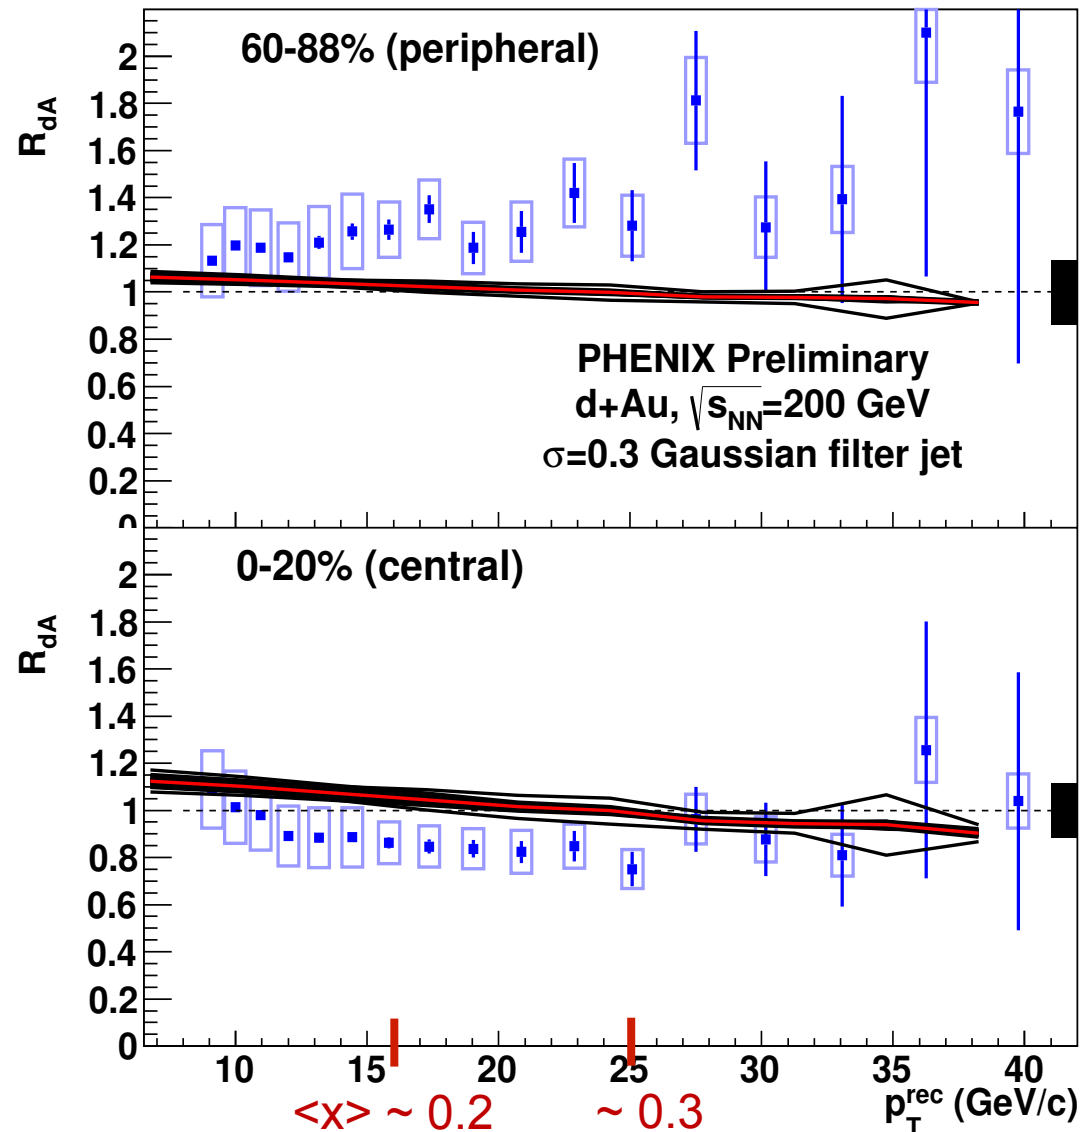 60-88% (peripheral)
R_dA
2
1.8
1.6
1.4
1.2
1
0.8
0.6
0.4
0.2
0
PHENIX Preliminary
d+Au, √s_NN=200 GeV
σ=0.3 Gaussian filter jet
0-20% (central)
R_dA
2
1.8
1.6
1.4
1.2
1
0.8
0.6
0.4
0.2
0
10 15 20 25 30 35 40
<x> ~ 0.2 ~ 0.3 p_T^rec (GeV/c)